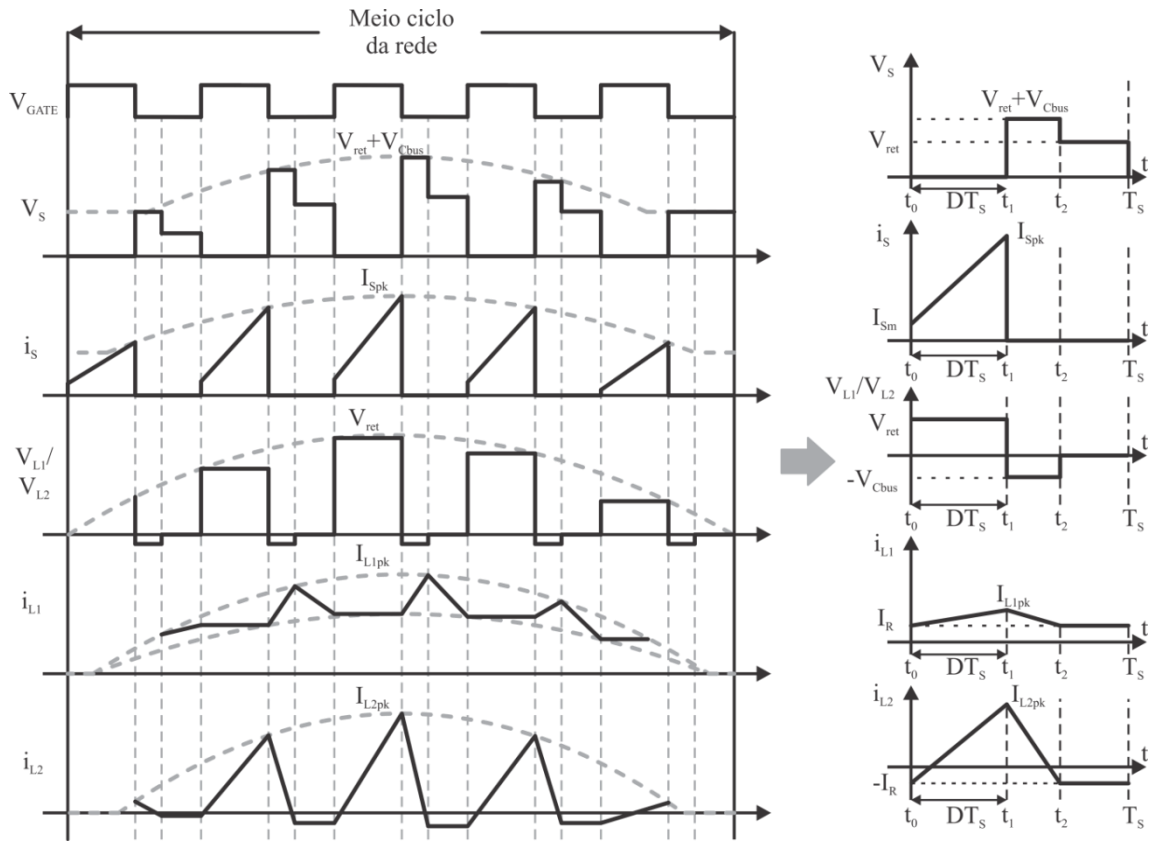 Meio ciclo
da rede
V_GATE
V_ret+V_Cbus
V_S
I_Spk
i_S
V_ret
V_L1/
V_L2
I_L1pk
i_L1
I_L2pk
i_L2
V_S
V_ret+V_Cbus
V_ret
t
t_0 DT_S t_1 t_2 T_S
i_S
I_Spk
I_Sm
t
t_0 DT_S t_1 t_2 T_S
V_L1/V_L2
V_ret
t
-V_Cbus
t_0 DT_S t_1 t_2 T_S
i_L1
I_L1pk
I_R
t
t_0 DT_S t_1 t_2 T_S
i_L2
I_L2pk
t
-I_R
t_0 DT_S t_1 t_2 T_S